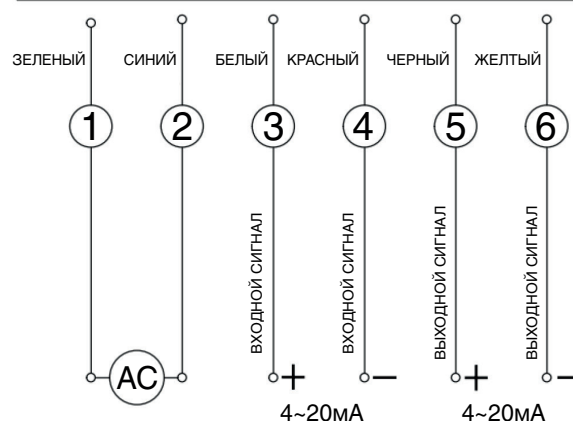 ЗЕЛЕНЫЙ СИНИЙ БЕЛЫЙ КРАСНЫЙ ЧЕРНЫЙ ЖЕЛТЫЙ
1 2 3 4 5 6
ВХОДНОЙ СИГНАЛ
ВХОДНОЙ СИГНАЛ
ВЫХОДНОЙ СИГНАЛ
ВЫХОДНОЙ СИГНАЛ
AC + − + −
4~20мА 4~20мА